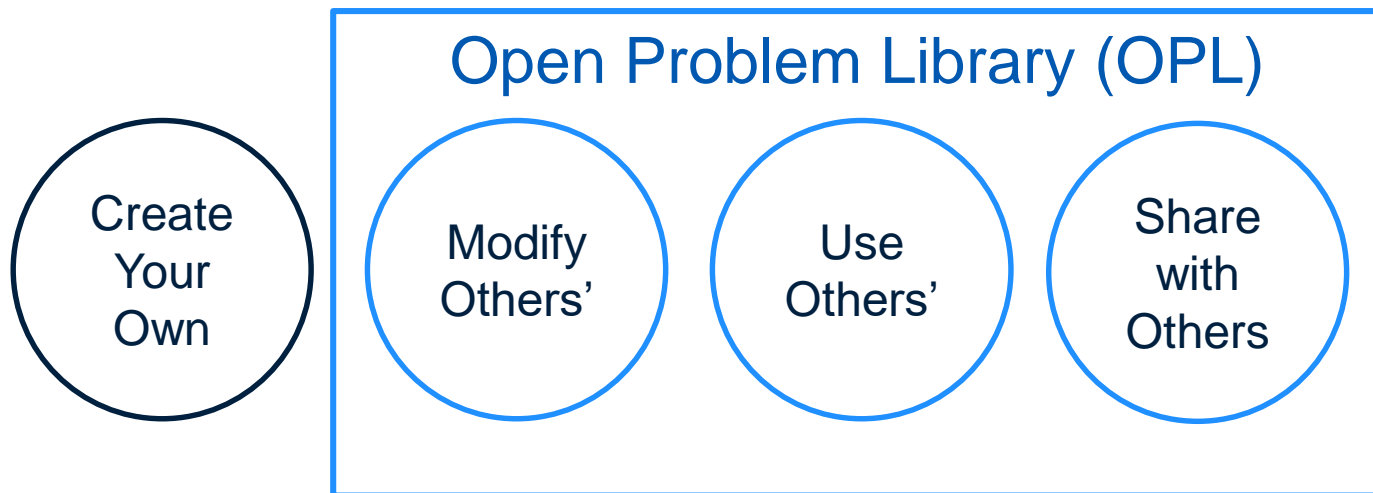 Open Problem Library (OPL)
Create
Your
Own
Modify
Others’
Use
Others’
Share
with
Others